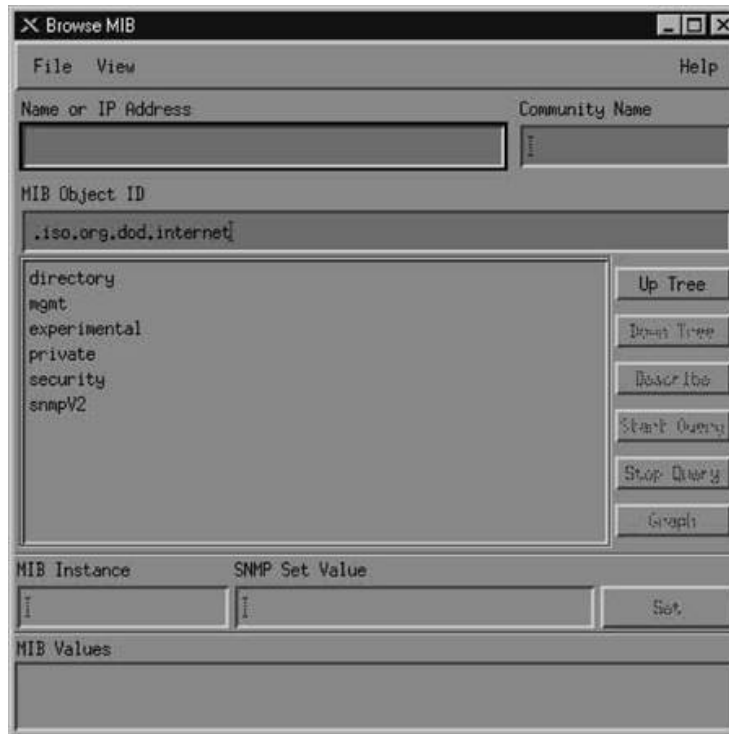 Browse MIB
File View Help
Name or IP Address Community Name
MIB Object ID
.iso.org.dod.internet
directory
mgmt
experimental
private
security
snmpV2
Up Tree
Down Tree
Describe
Start Query
Stop Query
Graph
MIB Instance SNMP Set Value
Set
MIB Values